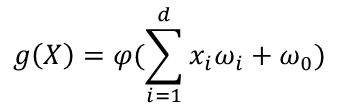 g(X) = φ(∑_{i=1}^{d} x_i ω_i + ω_0)